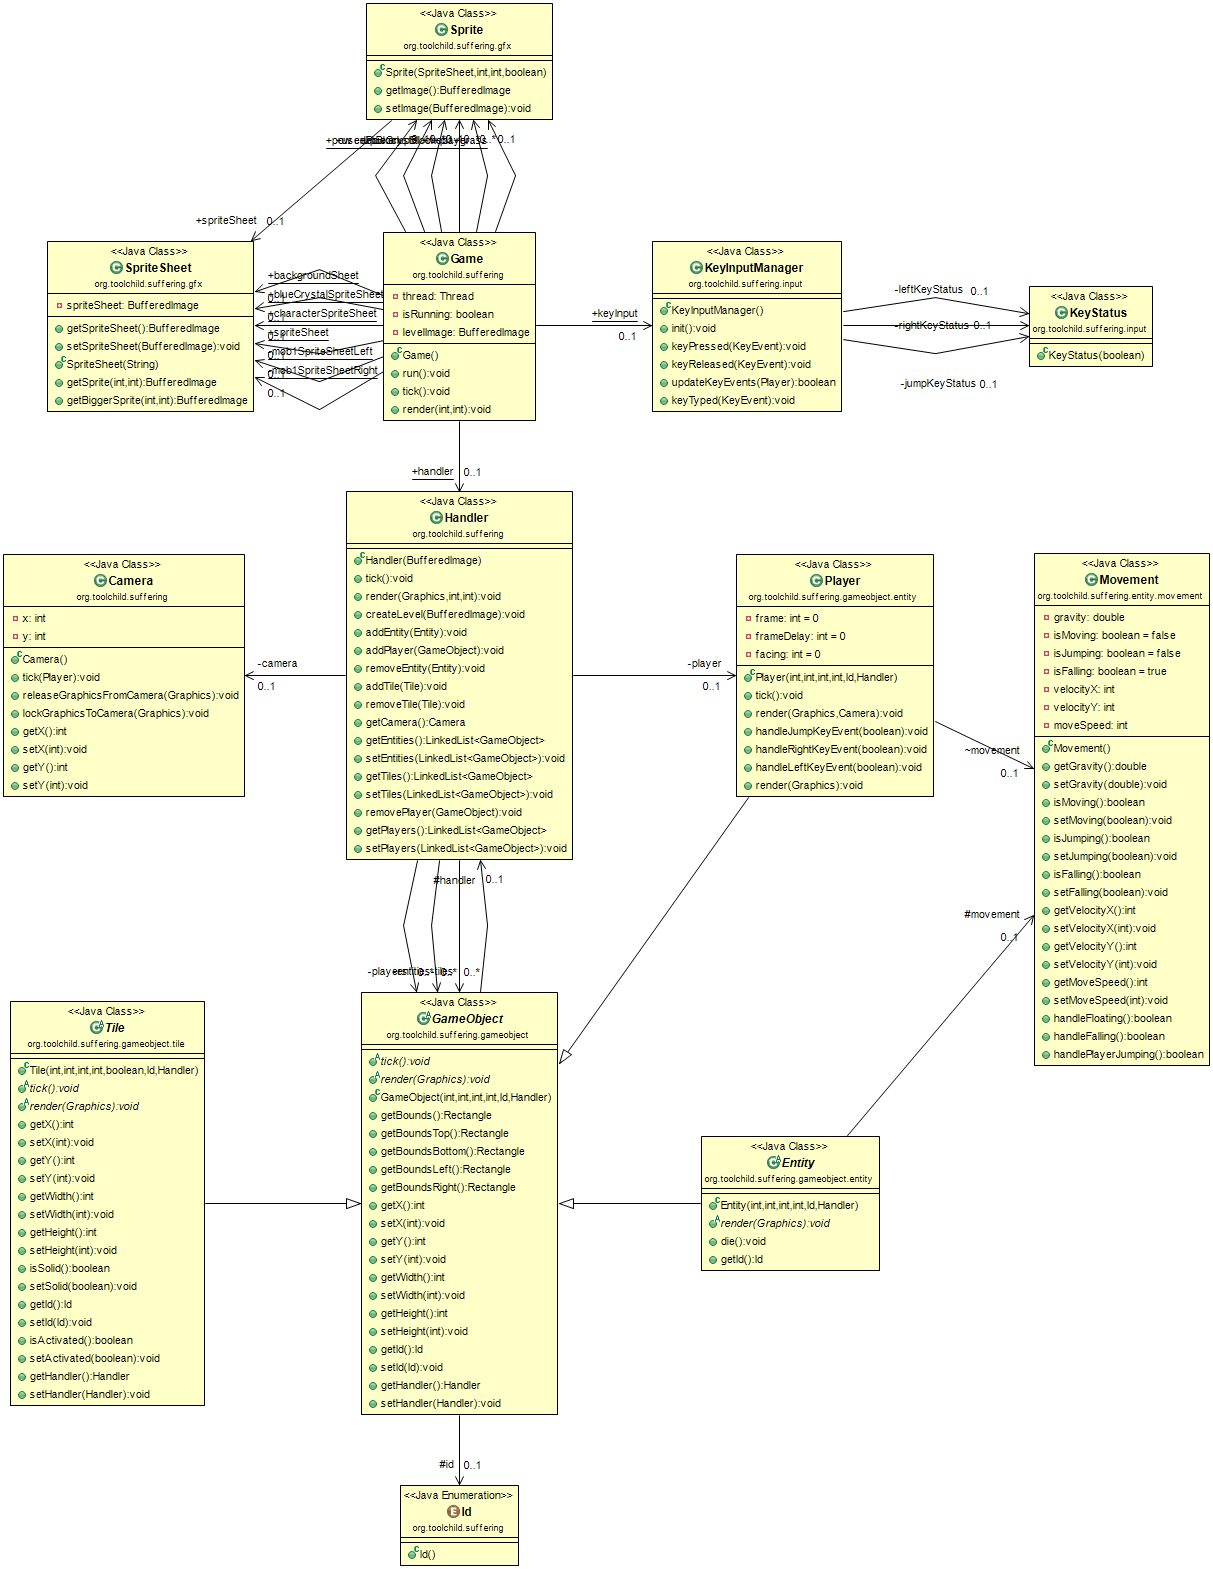 <<Java Class>>
Sprite
org.toolchild.suffering.gfx
Sprite(SpriteSheet,int,int,boolean)
getImage():BufferedImage
setImage(BufferedImage):void
0..1
+spriteSheet 0..1
<<Java Class>>
SpriteSheet
org.toolchild.suffering.gfx
spriteSheet: BufferedImage
getSpriteSheet():BufferedImage
setSpriteSheet(BufferedImage):void
SpriteSheet(String)
getSprite(int,int):BufferedImage
getBiggerSprite(int,int):BufferedImage
+backgroundSheet
+blueCrystalSpriteSheet
+characterSpriteSheet
+spriteSheet
-mob1SpriteSheetLeft
-mob1SpriteSheetRight
0..1
<<Java Class>>
Game
org.toolchild.suffering
thread: Thread
isRunning: boolean
levelImage: BufferedImage
Game()
run():void
tick():void
render(int,int):void
+keyInput
0..1
<<Java Class>>
KeyInputManager
org.toolchild.suffering.input
KeyInputManager()
init():void
keyPressed(KeyEvent):void
keyReleased(KeyEvent):void
updateKeyEvents(Player):boolean
keyTyped(KeyEvent):void
-leftKeyStatus 0..1
-rightKeyStatus 0..1
-jumpKeyStatus 0..1
<<Java Class>>
KeyStatus
org.toolchild.suffering.input
KeyStatus(boolean)
+handler 0..1
<<Java Class>>
Handler
org.toolchild.suffering
Handler(BufferedImage)
tick():void
render(Graphics,int,int):void
createLevel(BufferedImage):void
addEntity(Entity):void
addPlayer(GameObject):void
removeEntity(Entity):void
addTile(Tile):void
removeTile(Tile):void
getCamera():Camera
getEntities():LinkedList<GameObject>
setEntities(LinkedList<GameObject>):void
getTiles():LinkedList<GameObject>
setTiles(LinkedList<GameObject>):void
removePlayer(GameObject):void
getPlayers():LinkedList<GameObject>
setPlayers(LinkedList<GameObject>):void
<<Java Class>>
Camera
org.toolchild.suffering
x: int
y: int
Camera()
tick(Player):void
releaseGraphicsFromCamera(Graphics):void
lockGraphicsToCamera(Graphics):void
getX():int
setX(int):void
getY():int
setY(int):void
-camera
0..1
-player
0..1
<<Java Class>>
Player
org.toolchild.suffering.gameobject.entity
frame: int = 0
frameDelay: int = 0
facing: int = 0
Player(int,int,int,int,Id,Handler)
tick():void
render(Graphics,Camera):void
handleJumpKeyEvent(boolean):void
handleRightKeyEvent(boolean):void
handleLeftKeyEvent(boolean):void
render(Graphics):void
~movement
0..1
<<Java Class>>
Movement
org.toolchild.suffering.entity.movement
gravity: double
isMoving: boolean = false
isJumping: boolean = false
isFalling: boolean = true
velocityX: int
velocityY: int
moveSpeed: int
Movement()
getGravity():double
setGravity(double):void
isMoving():boolean
setMoving(boolean):void
isJumping():boolean
setJumping(boolean):void
isFalling():boolean
setFalling(boolean):void
getVelocityX():int
setVelocityX(int):void
getVelocityY():int
setVelocityY(int):void
getMoveSpeed():int
setMoveSpeed(int):void
handleFloating():boolean
handleFalling():boolean
handlePlayerJumping():boolean
#movement
0..1
#handler 0..1
-players
-entities
-tiles
0..*
<<Java Class>>
Tile
org.toolchild.suffering.gameobject.tile
Tile(int,int,int,int,boolean,Id,Handler)
tick():void
render(Graphics):void
getX():int
setX(int):void
getY():int
setY(int):void
getWidth():int
setWidth(int):void
getHeight():int
setHeight(int):void
isSolid():boolean
setSolid(boolean):void
getId():Id
setId(Id):void
isActivated():boolean
setActivated(boolean):void
getHandler():Handler
setHandler(Handler):void
<<Java Class>>
GameObject
org.toolchild.suffering.gameobject
tick():void
render(Graphics):void
GameObject(int,int,int,int,Id,Handler)
getBounds():Rectangle
getBoundsTop():Rectangle
getBoundsBottom():Rectangle
getBoundsLeft():Rectangle
getBoundsRight():Rectangle
getX():int
setX(int):void
getY():int
setY(int):void
getWidth():int
setWidth(int):void
getHeight():int
setHeight(int):void
getId():Id
setId(Id):void
getHandler():Handler
setHandler(Handler):void
<<Java Class>>
Entity
org.toolchild.suffering.gameobject.entity
Entity(int,int,int,int,Id,Handler)
render(Graphics):void
die():void
getId():Id
#id 0..1
<<Java Enumeration>>
Id
org.toolchild.suffering
Id()